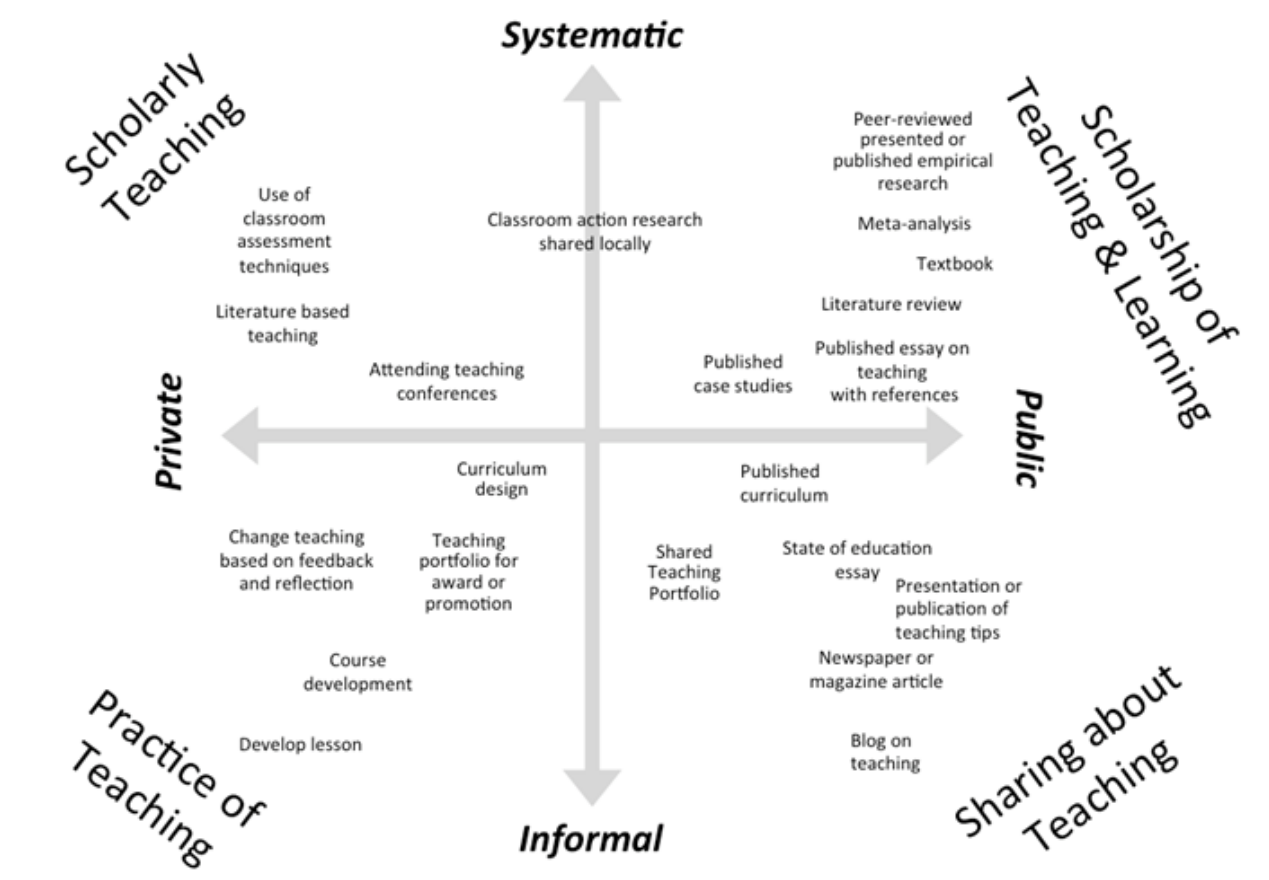 Systematic
Scholarly
Teaching
Scholarship of
Teaching & Learning
Peer-reviewed
presented or
published empirical
research
Use of
classroom
assessment
techniques
Classroom action research
shared locally
Meta-analysis
Textbook
Literature based
teaching
Literature review
Attending teaching
conferences
Published
case studies
Published essay on
teaching
with references
Private
Public
Curriculum
design
Published
curriculum
Change teaching
based on feedback
and reflection
Teaching
portfolio for
award or
promotion
Shared
Teaching
Portfolio
State of education
essay
Presentation or
publication of
teaching tips
Course
development
Newspaper or
magazine article
Develop lesson
Blog on
teaching
Practice of
Teaching
Sharing about
Teaching
Informal